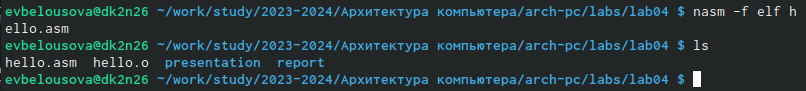 evbelousova@dk2n26 ~/work/study/2023-2024/Архитектура компьютера/arch-pc/labs/lab04 $ nasm -f elf h
ello.asm
evbelousova@dk2n26 ~/work/study/2023-2024/Архитектура компьютера/arch-pc/labs/lab04 $ ls
hello.asm  hello.o  presentation  report
evbelousova@dk2n26 ~/work/study/2023-2024/Архитектура компьютера/arch-pc/labs/lab04 $